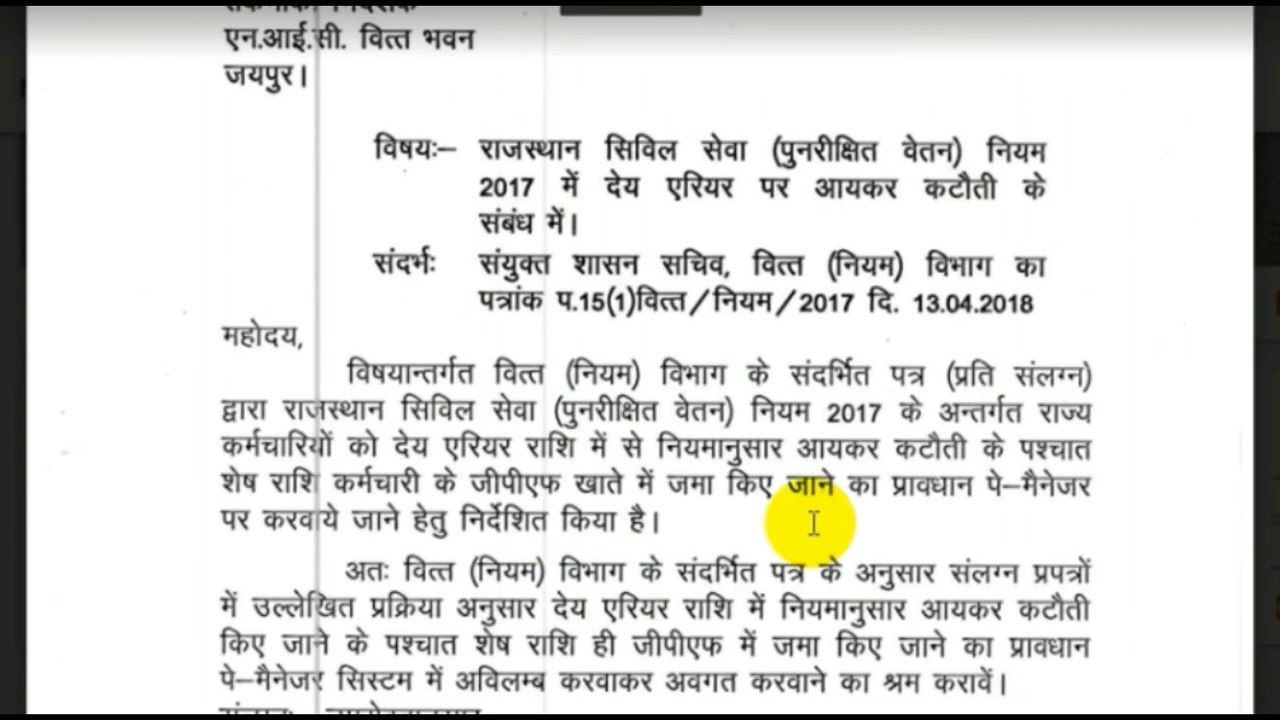 एन.आई.सी. वित्त भवन
जयपुर।
विषयः– राजस्थान सिविल सेवा (पुनरीक्षित वेतन) नियम
2017 में देय एरियर पर आयकर कटौती के
संबंध में।
संदर्भः संयुक्त शासन सचिव, वित्त (नियम) विभाग का
पत्रांक प.15(1)वित्त/नियम/2017 दि. 13.04.2018
महोदय,
विषयान्तर्गत वित्त (नियम) विभाग के संदर्भित पत्र (प्रति संलग्न)
द्वारा राजस्थान सिविल सेवा (पुनरीक्षित वेतन) नियम 2017 के अन्तर्गत राज्य
कर्मचारियों को देय एरियर राशि में से नियमानुसार आयकर कटौती के पश्चात
शेष राशि कर्मचारी के जीपीएफ खाते में जमा किए जाने का प्रावधान पे–मैनेजर
पर करवाये जाने हेतु निर्देशित किया है।
अतः वित्त (नियम) विभाग के संदर्भित पत्र के अनुसार संलग्न प्रपत्रों
में उल्लेखित प्रक्रिया अनुसार देय एरियर राशि में नियमानुसार आयकर कटौती
किए जाने के पश्चात शेष राशि ही जीपीएफ में जमा किए जाने का प्रावधान
पे–मैनेजर सिस्टम में अविलम्ब करवाकर अवगत करवाने का श्रम करावें।